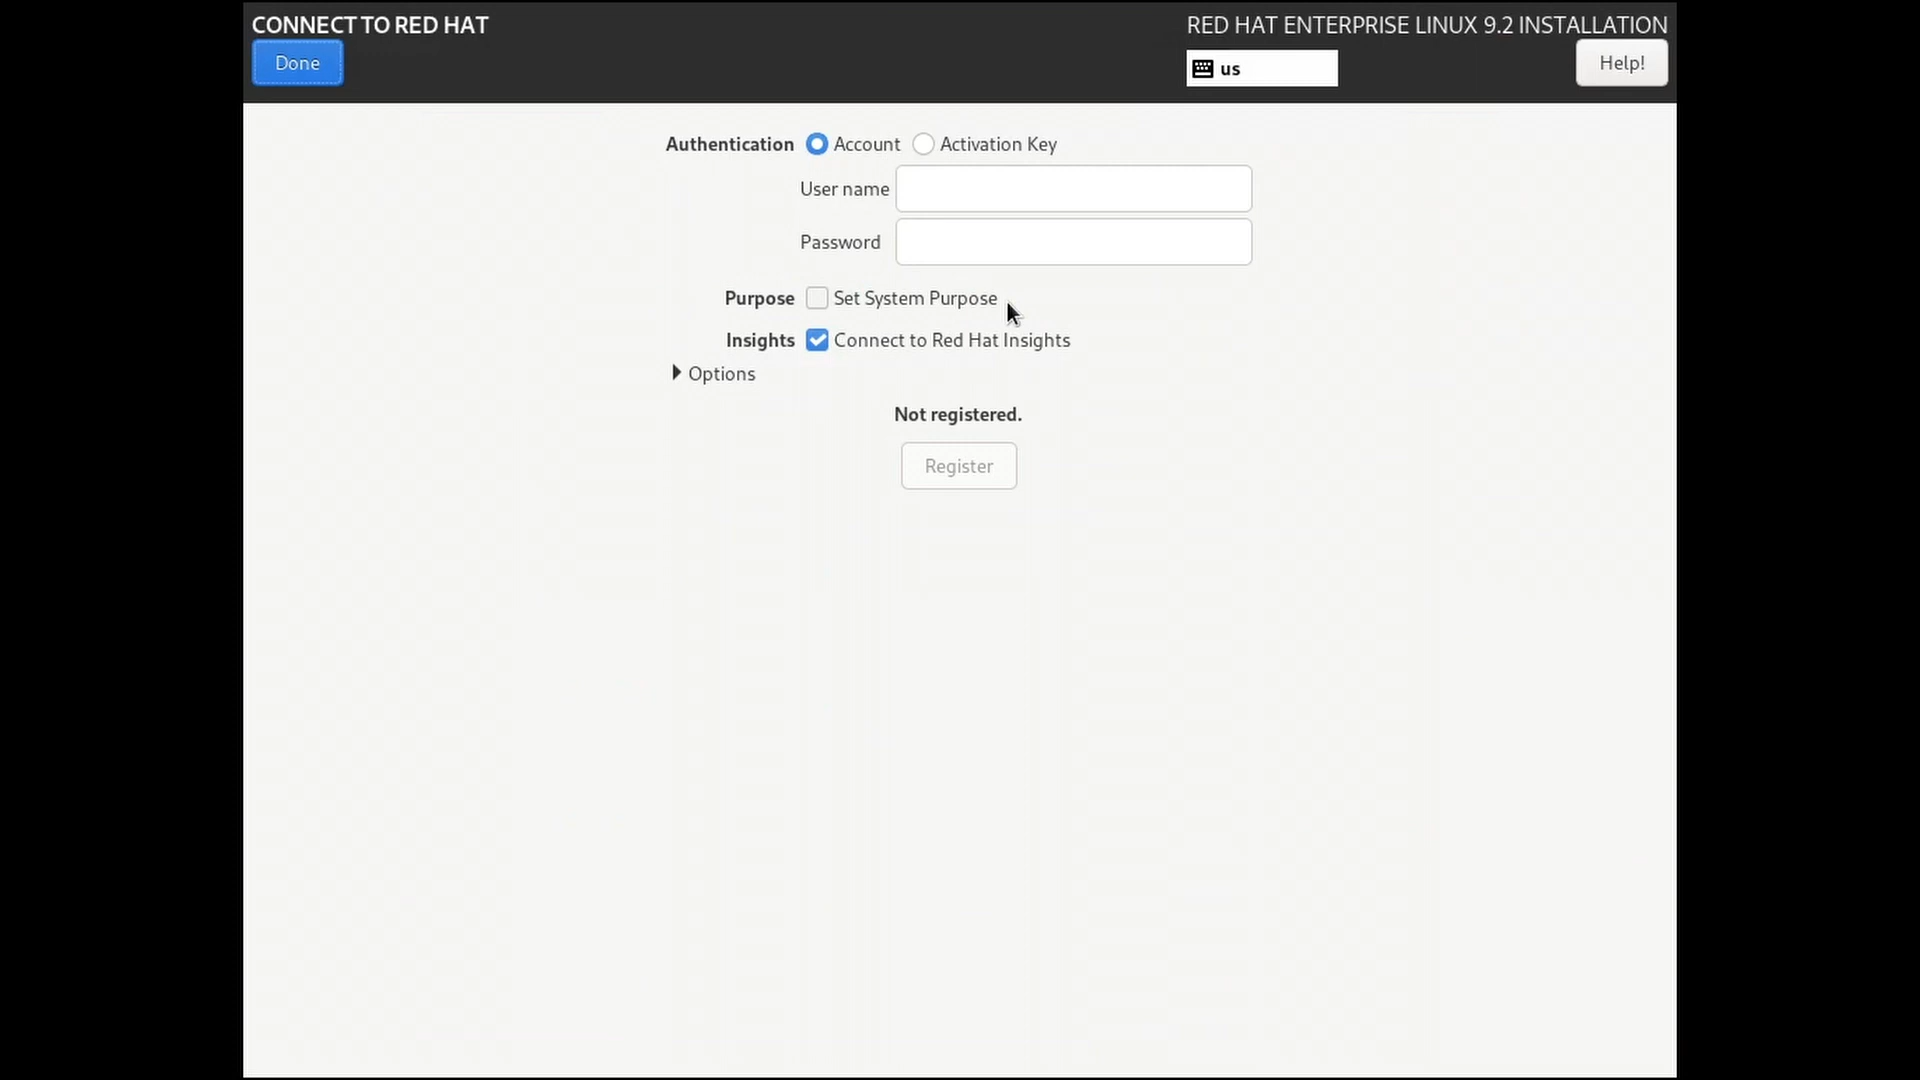 CONNECT TO RED HAT
RED HAT ENTERPRISE LINUX 9.2 INSTALLATION
Done
us
Help!
Authentication Account Activation Key
User name
Password
Purpose Set System Purpose
Insights Connect to Red Hat Insights
Options
Not registered.
Register